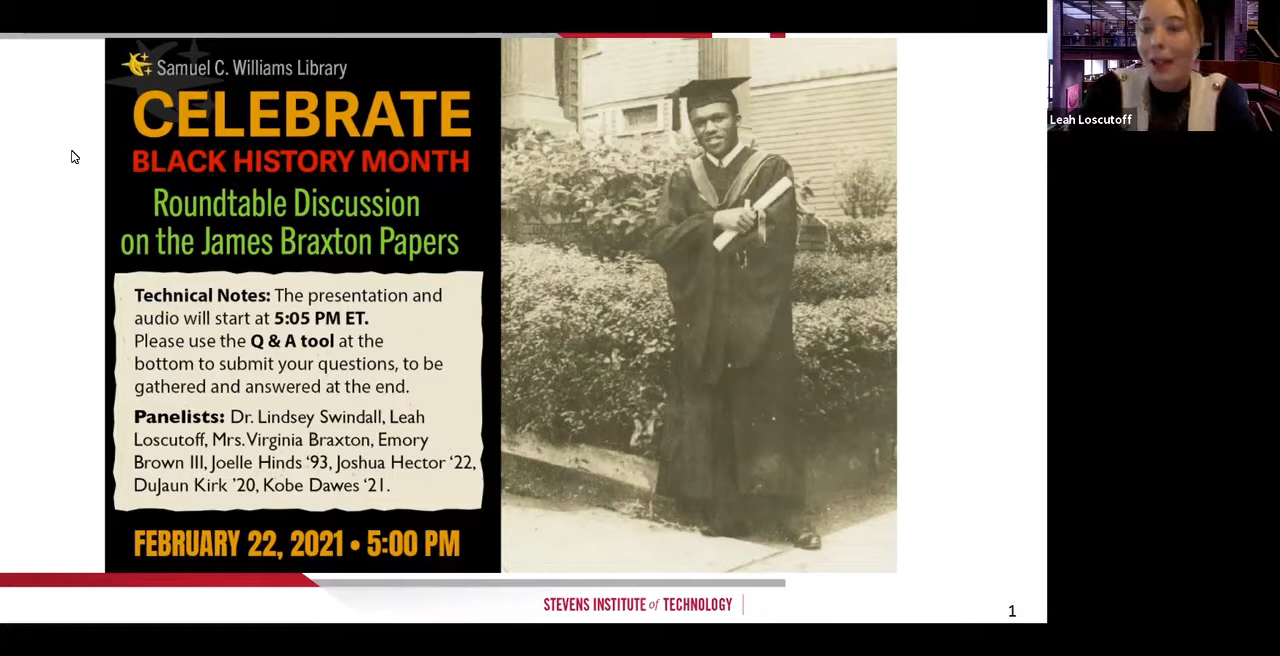 Samuel C. Williams Library
CELEBRATE
BLACK HISTORY MONTH
Roundtable Discussion
on the James Braxton Papers
Technical Notes: The presentation and
audio will start at 5:05 PM ET.
Please use the Q & A tool at the
bottom to submit your questions, to be
gathered and answered at the end.
Panelists: Dr. Lindsey Swindall, Leah
Loscutoff, Mrs. Virginia Braxton, Emory
Brown III, Joelle Hinds ‘93, Joshua Hector ‘22,
DuJaun Kirk ’20, Kobe Dawes ‘21.
FEBRUARY 22, 2021 • 5:00 PM
STEVENS INSTITUTE of TECHNOLOGY
1
Leah Loscutoff